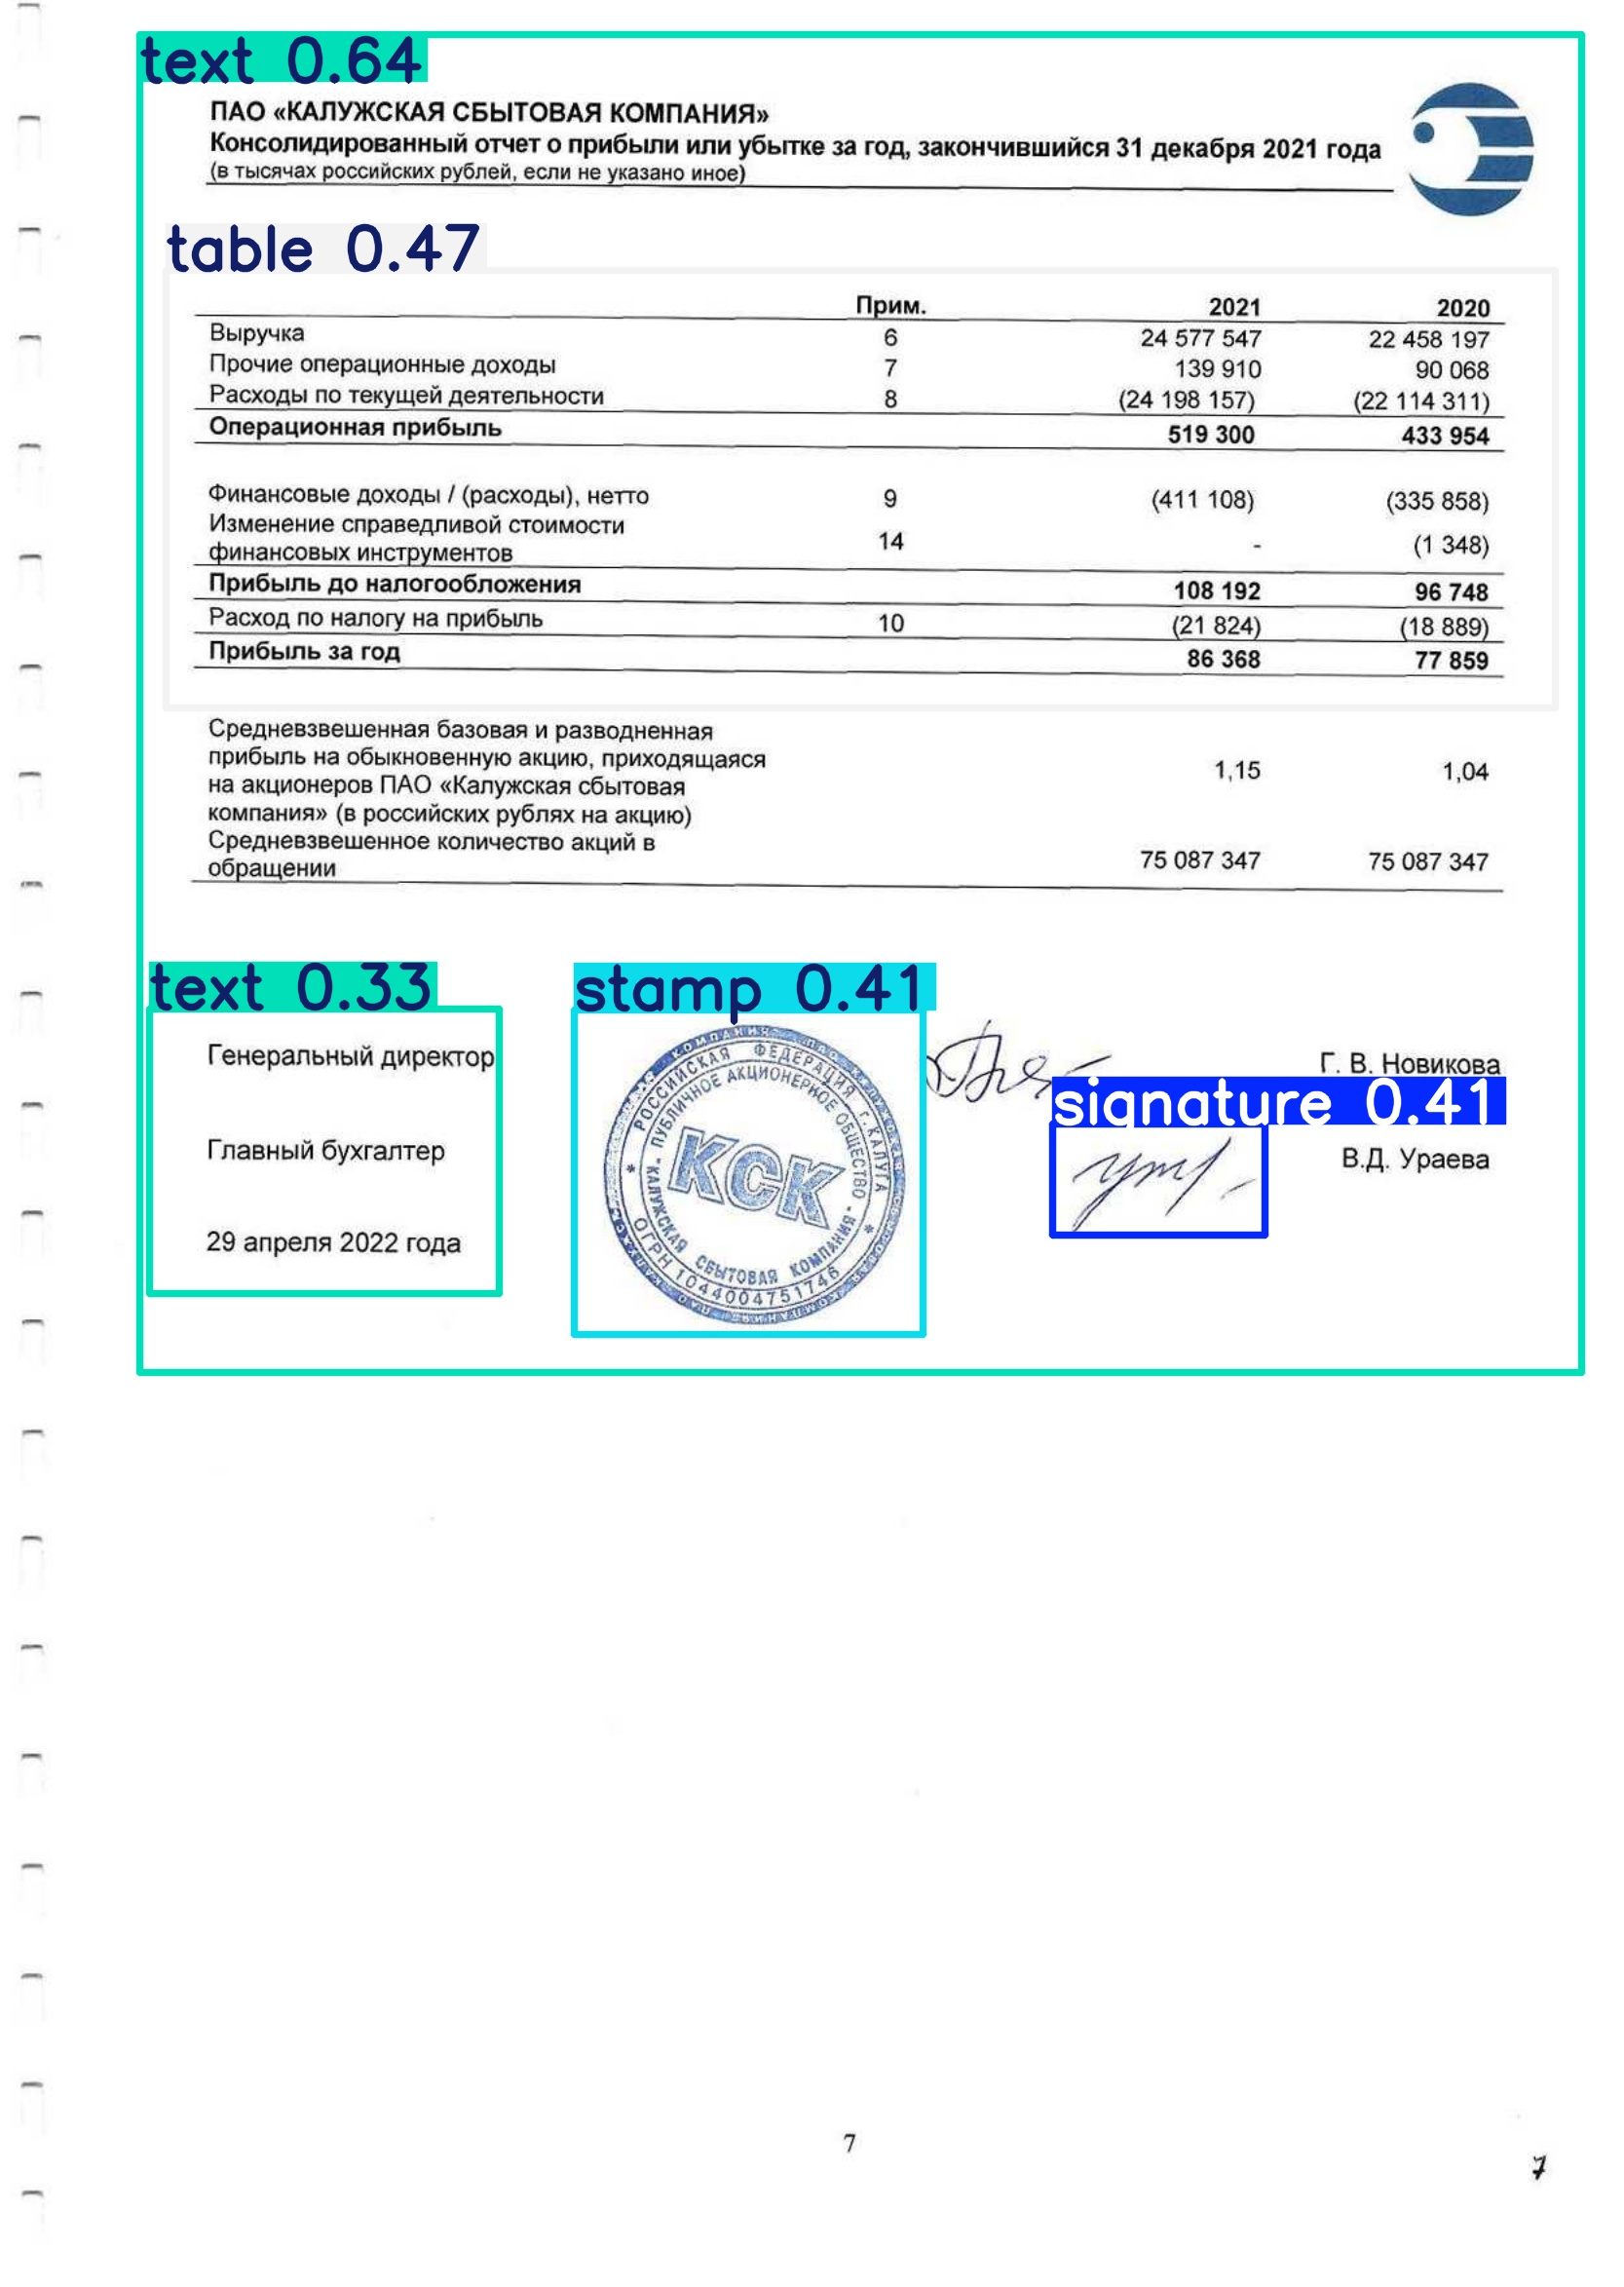 text 0.64
ПАО «КАЛУЖСКАЯ СБЫТОВАЯ КОМПАНИЯ»
Консолидированный отчет о прибыли или убытке за год, закончившийся 31 декабря 2021 года
(в тысячах российских рублей, если не указано иное)
table 0.47
Прим. 2021 2020
Выручка 6 24 577 547 22 458 197
Прочие операционные доходы 7 139 910 90 068
Расходы по текущей деятельности 8 (24 198 157) (22 114 311)
Операционная прибыль 519 300 433 954
Финансовые доходы / (расходы), нетто 9 (411 108) (335 858)
Изменение справедливой стоимости
финансовых инструментов 14 - (1 348)
Прибыль до налогообложения 108 192 96 748
Расход по налогу на прибыль 10 (21 824) (18 889)
Прибыль за год 86 368 77 859
Средневзвешенная базовая и разводненная
прибыль на обыкновенную акцию, приходящаяся
на акционеров ПАО «Калужская сбытовая
компания» (в российских рублях на акцию) 1,15 1,04
Средневзвешенное количество акций в
обращении 75 087 347 75 087 347
text 0.33
stamp 0.41
Генеральный директор Г. В. Новикова
signature 0.41
Главный бухгалтер В.Д. Ураева
29 апреля 2022 года
РОССИЙСКАЯ ФЕДЕРАЦИЯ г. КАЛУГА
ОГРН 1044004751746
ПУБЛИЧНОЕ АКЦИОНЕРНОЕ ОБЩЕСТВО
"КАЛУЖСКАЯ СБЫТОВАЯ КОМПАНИЯ"
КСК
7
7